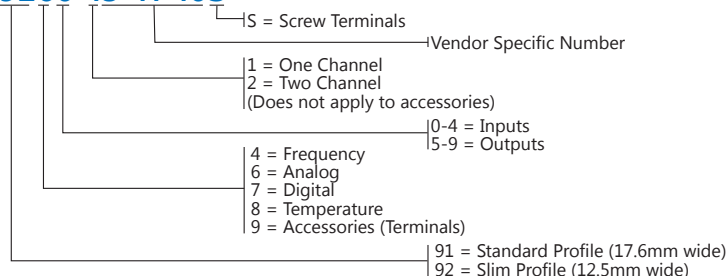 S = Screw Terminals
Vendor Specific Number
1 = One Channel
2 = Two Channel
(Does not apply to accessories)
0-4 = Inputs
5-9 = Outputs
4 = Frequency
6 = Analog
7 = Digital
8 = Temperature
9 = Accessories (Terminals)
91 = Standard Profile (17.6mm wide)
92 = Slim Profile (12.5mm wide)